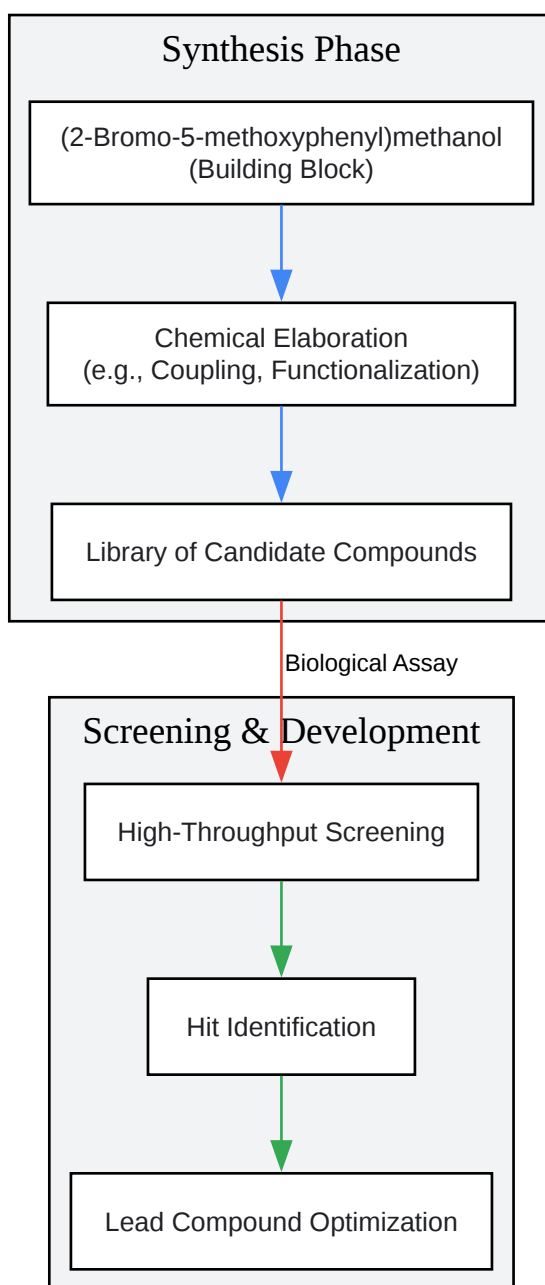 Synthesis Phase
(2-Bromo-5-methoxyphenyl)methanol
(Building Block)
Chemical Elaboration
(e.g., Coupling, Functionalization)
Library of Candidate Compounds
Biological Assay
Screening & Development
High-Throughput Screening
Hit Identification
Lead Compound Optimization